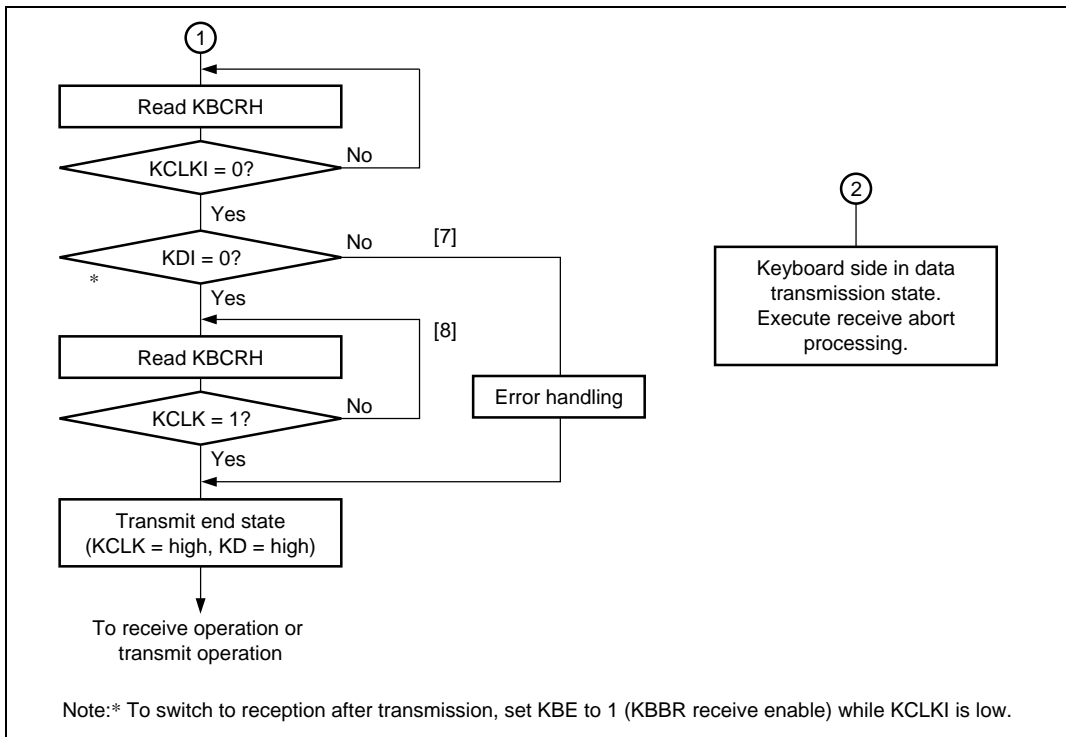 1
Read KBCRH
KCLKI = 0?
No
Yes
KDI = 0?
No
[7]
*
Yes
[8]
Read KBCRH
KCLK = 1?
No
Error handling
Yes
Transmit end state
(KCLK = high, KD = high)
To receive operation or
transmit operation
2
Keyboard side in data
transmission state.
Execute receive abort
processing.
Note:* To switch to reception after transmission, set KBE to 1 (KBBR receive enable) while KCLKI is low.